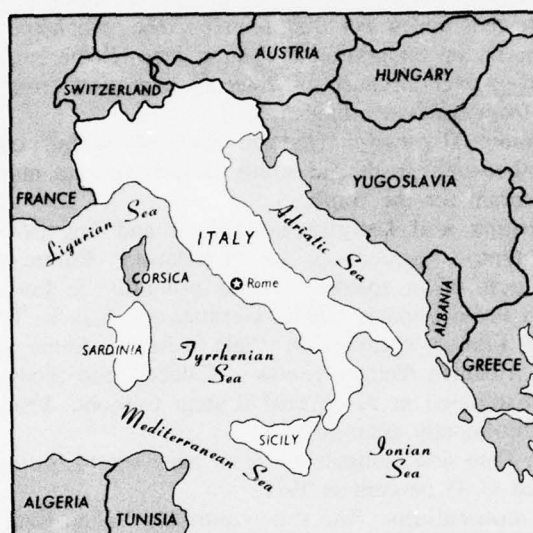 AUSTRIA
HUNGARY
SWITZERLAND
FRANCE
YUGOSLAVIA
Ligurian Sea
Adriatic Sea
ITALY
CORSICA
Rome
ALBANIA
SARDINIA
Tyrrhenian
Sea
GREECE
Mediterranean Sea
SICILY
Ionian
Sea
ALGERIA
TUNISIA